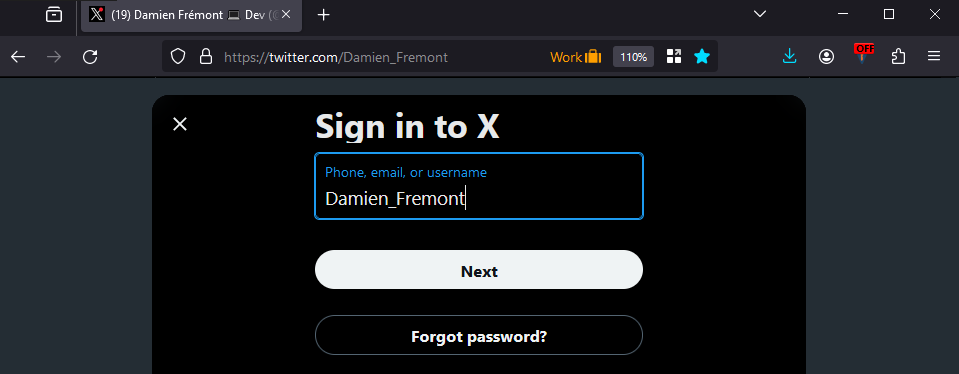 (19) Damien Frémont 💻 Dev (
https://twitter.com/Damien_Fremont
Work
110%
OFF
Sign in to X
Phone, email, or username
Damien_Fremont
Next
Forgot password?